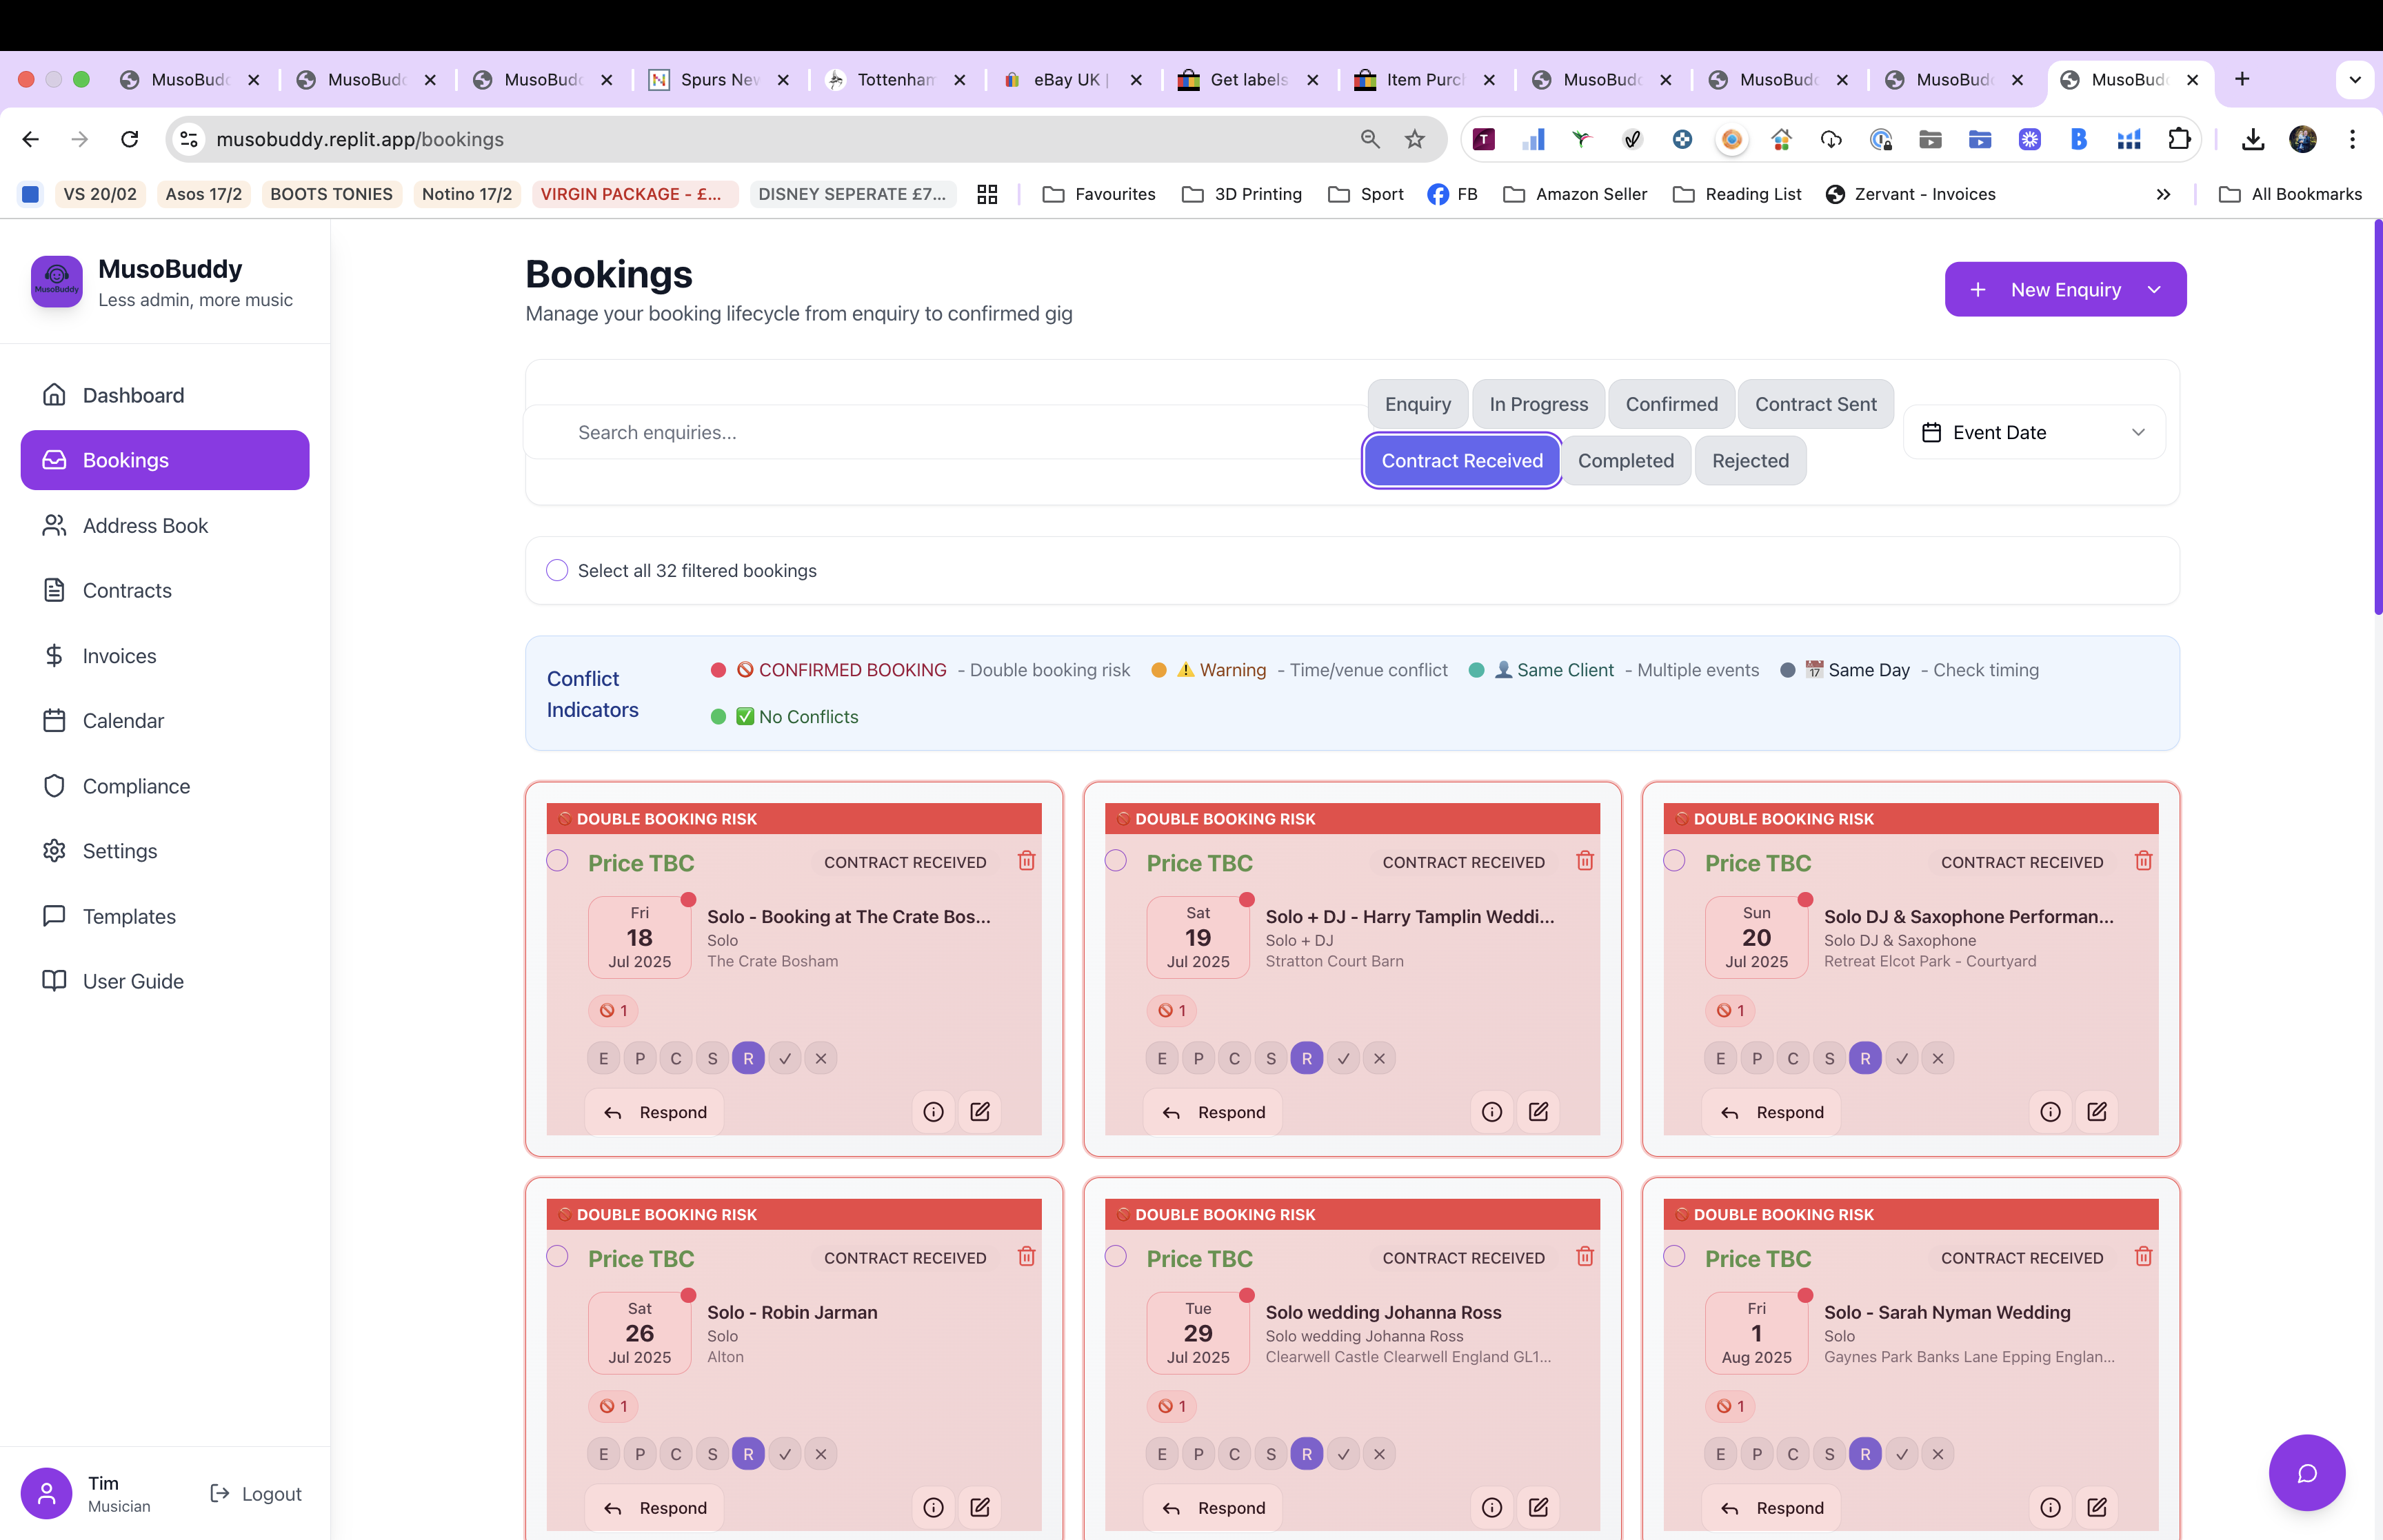 MusoBudd
MusoBudd
MusoBudd
Spurs Nev
Tottenham
eBay UK |
Get labels
Item Purch
MusoBudd
MusoBudd
MusoBudd
MusoBudd
musobuddy.replit.app/bookings
VS 20/02
Asos 17/2
BOOTS TONIES
Notino 17/2
VIRGIN PACKAGE - £...
DISNEY SEPERATE £7...
Favourites
3D Printing
Sport
FB
Amazon Seller
Reading List
Zervant - Invoices
All Bookmarks
MusoBuddy
MusoBuddy
Less admin, more music
Dashboard
Bookings
Address Book
Contracts
Invoices
Calendar
Compliance
Settings
Templates
User Guide
Tim
Musician
Logout
Bookings
Manage your booking lifecycle from enquiry to confirmed gig
New Enquiry
Search enquiries...
Enquiry
In Progress
Confirmed
Contract Sent
Contract Received
Completed
Rejected
Event Date
Select all 32 filtered bookings
Conflict
Indicators
CONFIRMED BOOKING - Double booking risk
Warning - Time/venue conflict
Same Client - Multiple events
Same Day - Check timing
No Conflicts
DOUBLE BOOKING RISK
Price TBC
CONTRACT RECEIVED
Fri
18
Jul 2025
Solo - Booking at The Crate Bos...
Solo
The Crate Bosham
1
E P C S R
Respond
DOUBLE BOOKING RISK
Price TBC
CONTRACT RECEIVED
Sat
19
Jul 2025
Solo + DJ - Harry Tamplin Weddi...
Solo + DJ
Stratton Court Barn
1
E P C S R
Respond
DOUBLE BOOKING RISK
Price TBC
CONTRACT RECEIVED
Sun
20
Jul 2025
Solo DJ & Saxophone Performan...
Solo DJ & Saxophone
Retreat Elcot Park - Courtyard
1
E P C S R
Respond
DOUBLE BOOKING RISK
Price TBC
CONTRACT RECEIVED
Sat
26
Jul 2025
Solo - Robin Jarman
Solo
Alton
1
E P C S R
Respond
DOUBLE BOOKING RISK
Price TBC
CONTRACT RECEIVED
Tue
29
Jul 2025
Solo wedding Johanna Ross
Solo wedding Johanna Ross
Clearwell Castle Clearwell England GL1...
1
E P C S R
Respond
DOUBLE BOOKING RISK
Price TBC
CONTRACT RECEIVED
Fri
1
Aug 2025
Solo - Sarah Nyman Wedding
Solo
Gaynes Park Banks Lane Epping Englan...
1
E P C S R
Respond